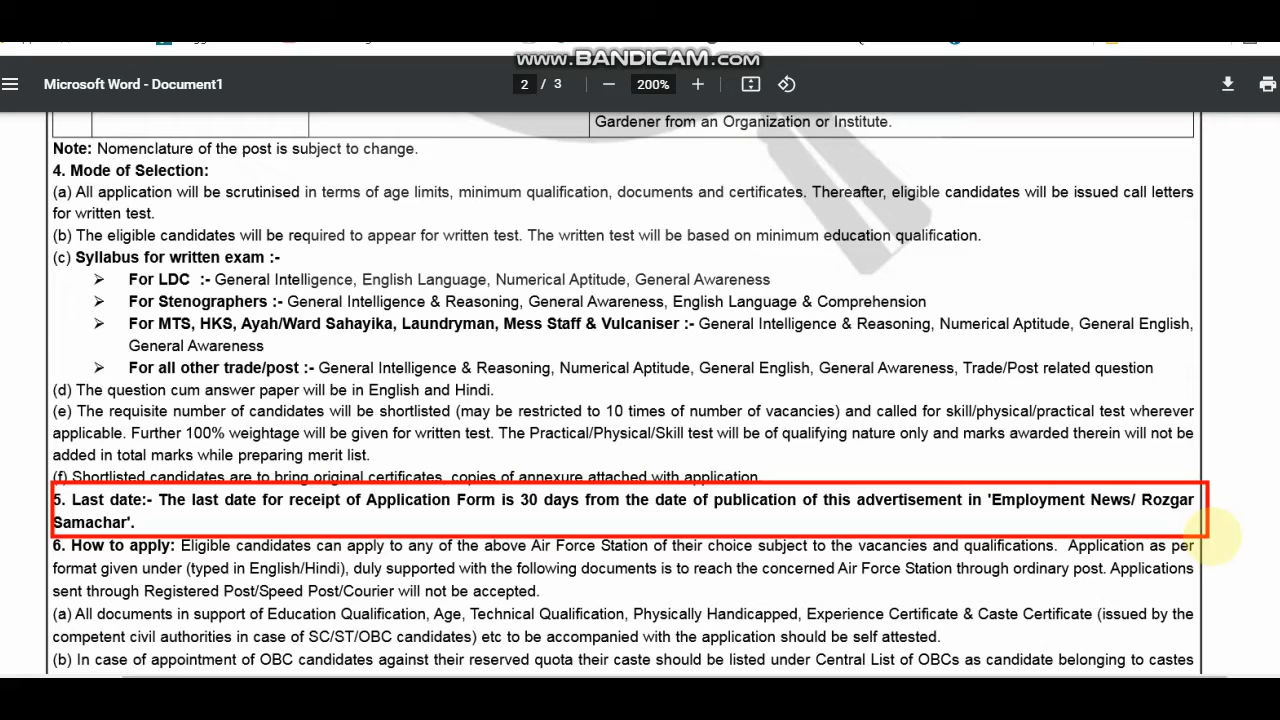 www.BANDICAM.com
Microsoft Word - Document1
2 / 3
200%
Gardener from an Organization or Institute.
Note: Nomenclature of the post is subject to change.
4. Mode of Selection:
(a) All application will be scrutinised in terms of age limits, minimum qualification, documents and certificates. Thereafter, eligible candidates will be issued call letters
for written test.
(b) The eligible candidates will be required to appear for written test. The written test will be based on minimum education qualification.
(c) Syllabus for written exam :-
➢ For LDC :- General Intelligence, English Language, Numerical Aptitude, General Awareness
➢ For Stenographers :- General Intelligence & Reasoning, General Awareness, English Language & Comprehension
➢ For MTS, HKS, Ayah/Ward Sahayika, Laundryman, Mess Staff & Vulcaniser :- General Intelligence & Reasoning, Numerical Aptitude, General English,
General Awareness
➢ For all other trade/post :- General Intelligence & Reasoning, Numerical Aptitude, General English, General Awareness, Trade/Post related question
(d) The question cum answer paper will be in English and Hindi.
(e) The requisite number of candidates will be shortlisted (may be restricted to 10 times of number of vacancies) and called for skill/physical/practical test wherever
applicable. Further 100% weightage will be given for written test. The Practical/Physical/Skill test will be of qualifying nature only and marks awarded therein will not be
added in total marks while preparing merit list.
(f) Shortlisted candidates are to bring original certificates, copies of annexure attached with application.
5. Last date:- The last date for receipt of Application Form is 30 days from the date of publication of this advertisement in 'Employment News/ Rozgar
Samachar'.
6. How to apply: Eligible candidates can apply to any of the above Air Force Station of their choice subject to the vacancies and qualifications. Application as per
format given under (typed in English/Hindi), duly supported with the following documents is to reach the concerned Air Force Station through ordinary post. Applications
sent through Registered Post/Speed Post/Courier will not be accepted.
(a) All documents in support of Education Qualification, Age, Technical Qualification, Physically Handicapped, Experience Certificate & Caste Certificate (issued by the
competent civil authorities in case of SC/ST/OBC candidates) etc to be accompanied with the application should be self attested.
(b) In case of appointment of OBC candidates against their reserved quota their caste should be listed under Central List of OBCs as candidate belonging to castes